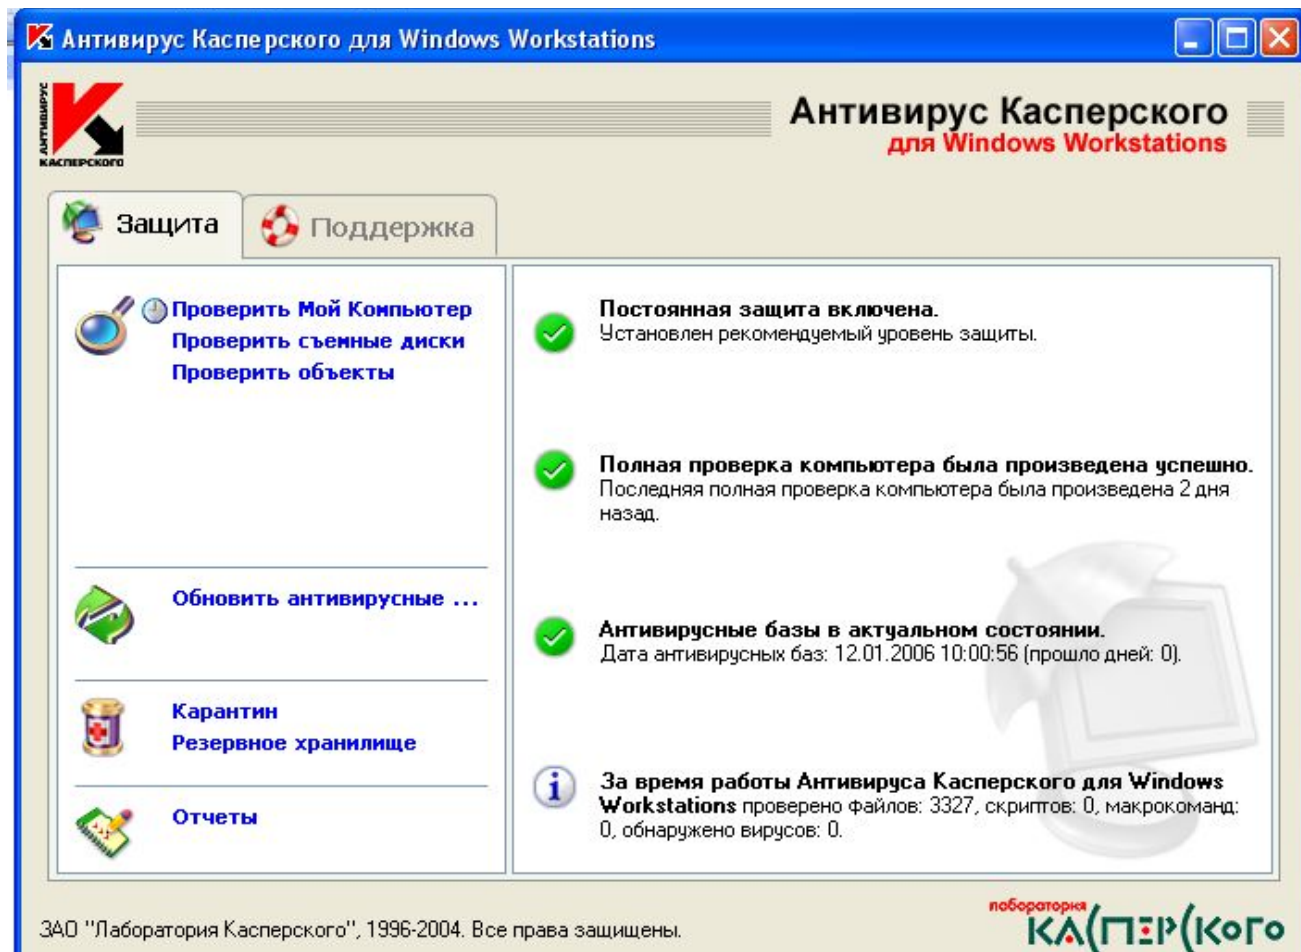 Антивирус Касперского для Windows Workstations
АНТИВИРУС
КАСПЕРСКОГО
Антивирус Касперского
для Windows Workstations
Защита
Поддержка
Проверить Мой Компьютер
Проверить съемные диски
Проверить объекты
Обновить антивирусные ...
Карантин
Резервное хранилище
Отчеты
Постоянная защита включена.
Установлен рекомендуемый уровень защиты.
Полная проверка компьютера была произведена успешно.
Последняя полная проверка компьютера была произведена 2 дня
назад.
Антивирусные базы в актуальном состоянии.
Дата антивирусных баз: 12.01.2006 10:00:56 (прошло дней: 0).
За время работы Антивируса Касперского для Windows
Workstations проверено файлов: 3327, скриптов: 0, макрокоманд:
0, обнаружено вирусов: 0.
ЗАО "Лаборатория Касперского", 1996-2004. Все права защищены.
лаборатория
КАСПЕРСКОГО